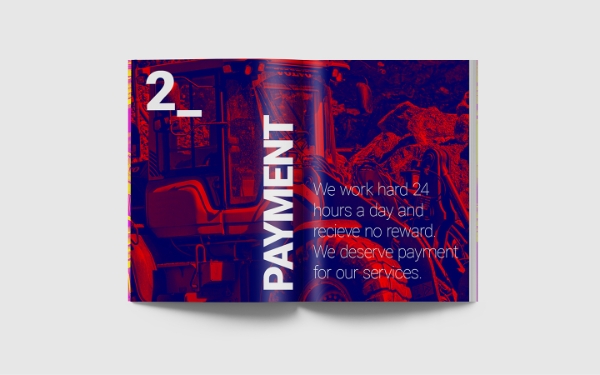 2_
PAYMENT
We work hard 24
hours a day and
recieve no reward.
We deserve payment
for our services.